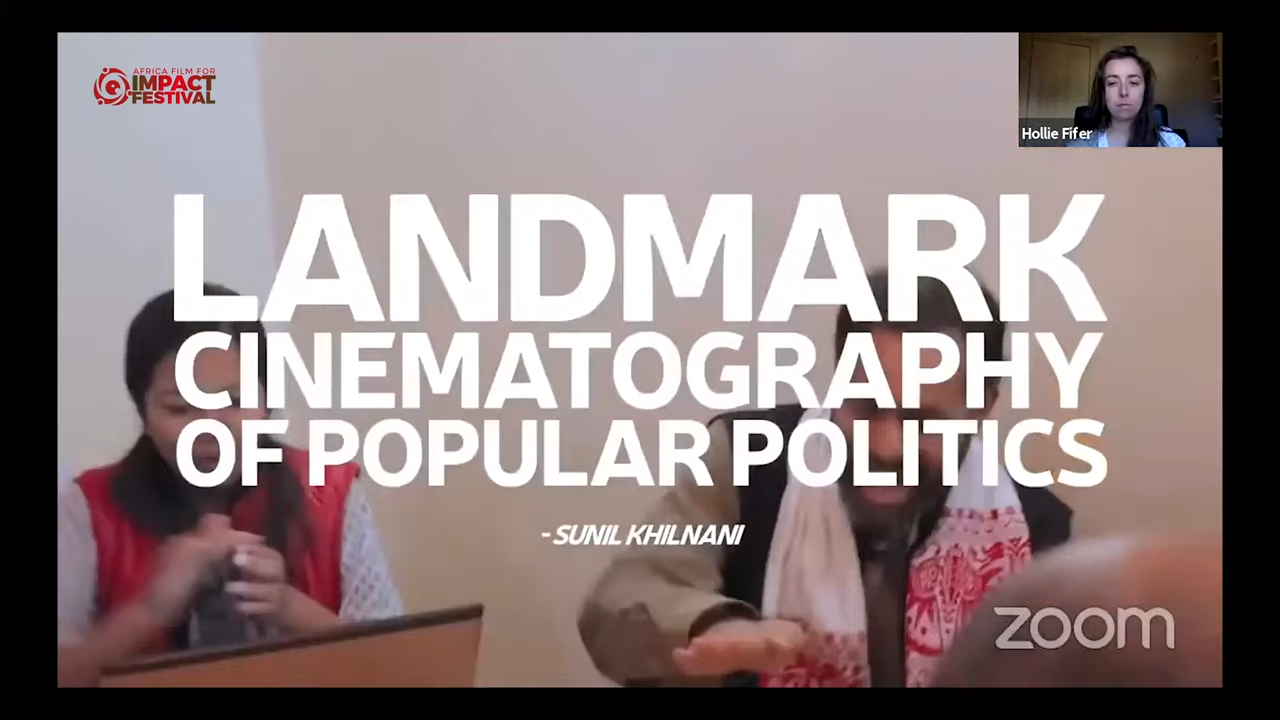 AFRICA FILM FOR
IMPACT
FESTIVAL
Hollie Fifer
LANDMARK
CINEMATOGRAPHY
OF POPULAR POLITICS
- SUNIL KHILNANI
zoom